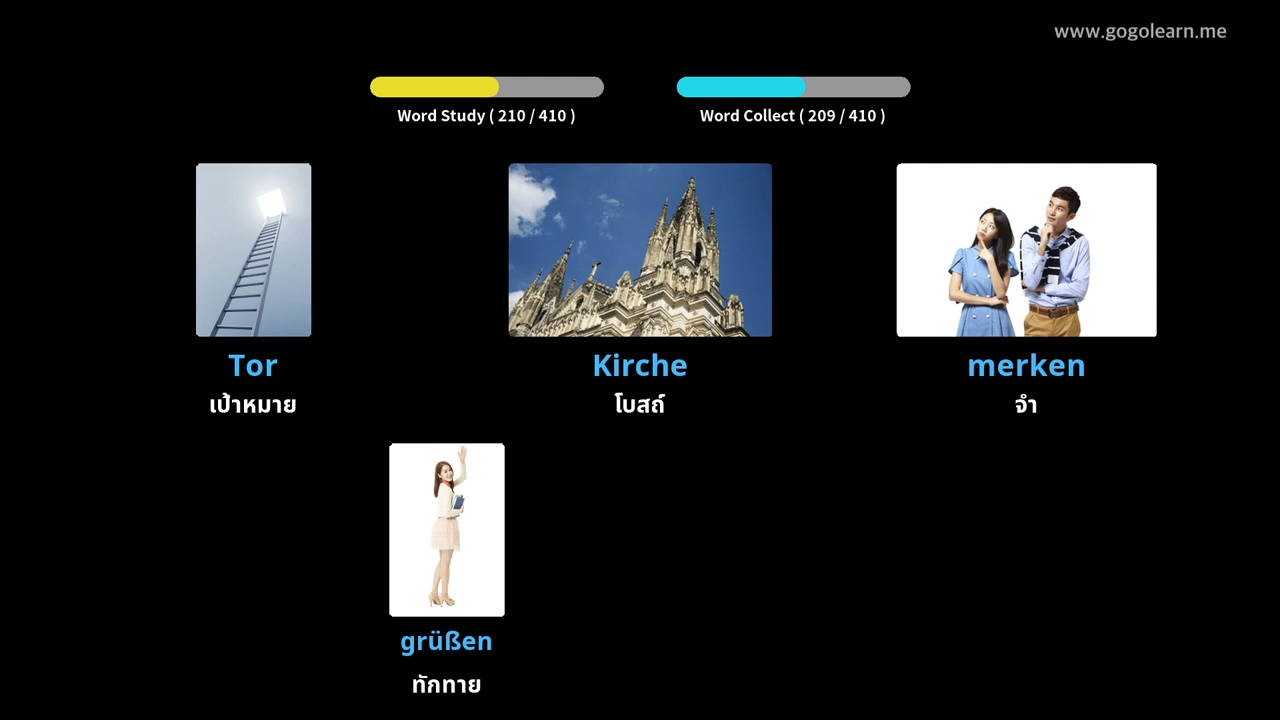 www.gogolearn.me
Word Study ( 210 / 410 )
Word Collect ( 209 / 410 )
Tor
Kirche
merken
เป้าหมาย
โบสถ์
จำ
grüßen
ทักทาย